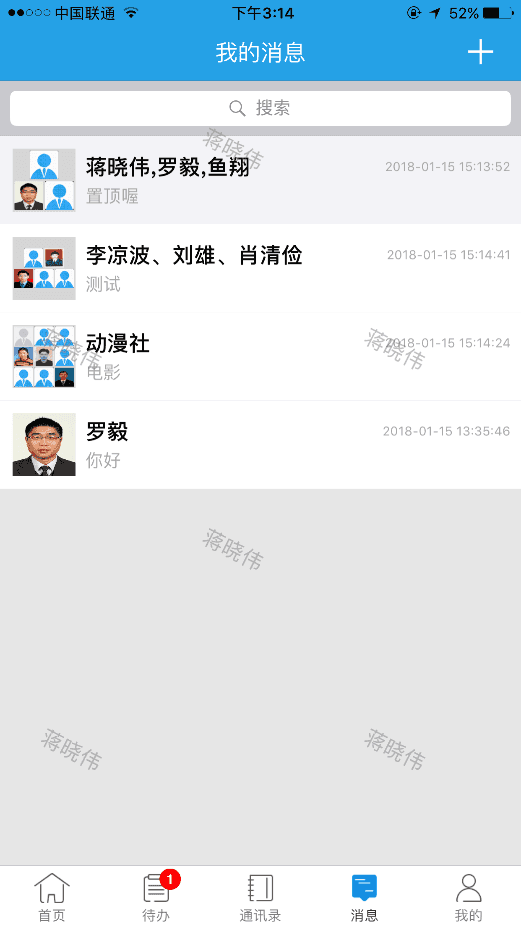 中国联通 下午3:14 52%
我的消息
搜索
蒋晓伟
蒋晓伟,罗毅,鱼翔 2018-01-15 15:13:52
置顶喔
李凉波、刘雄、肖清俭 2018-01-15 15:14:41
测试
蒋晓伟 蒋晓伟
动漫社 2018-01-15 15:14:24
电影
罗毅 2018-01-15 13:35:46
你好
蒋晓伟
蒋晓伟 蒋晓伟
1
首页 待办 通讯录 消息 我的